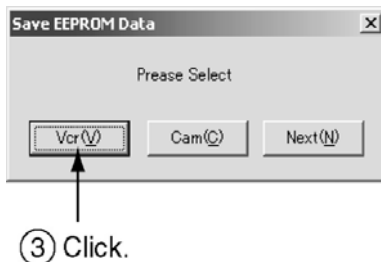 Save EEPROM Data
Prease Select
Vcr(V) Cam(C) Next(N)
③ Click.